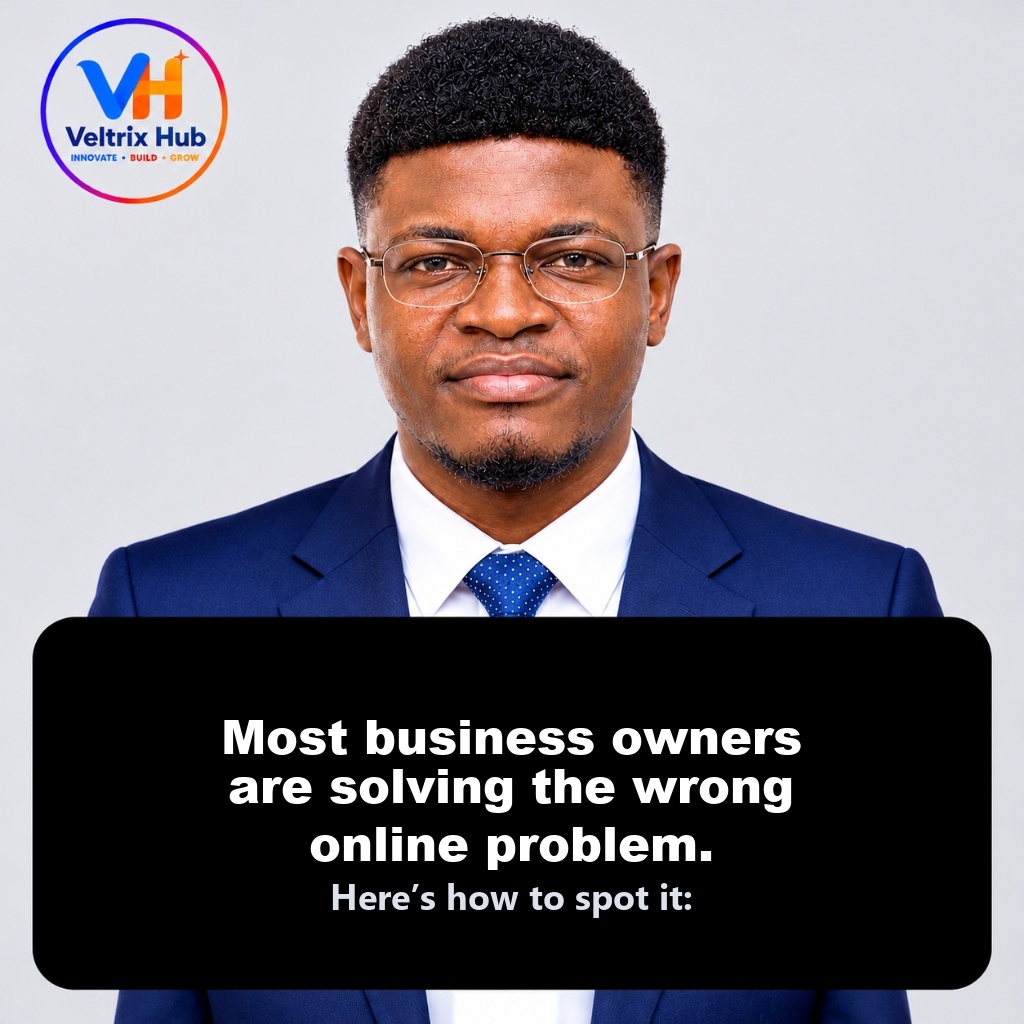 VH
Veltrix Hub
INNOVATE • BUILD • GROW
Most business owners
are solving the wrong
online problem.
Here’s how to spot it: